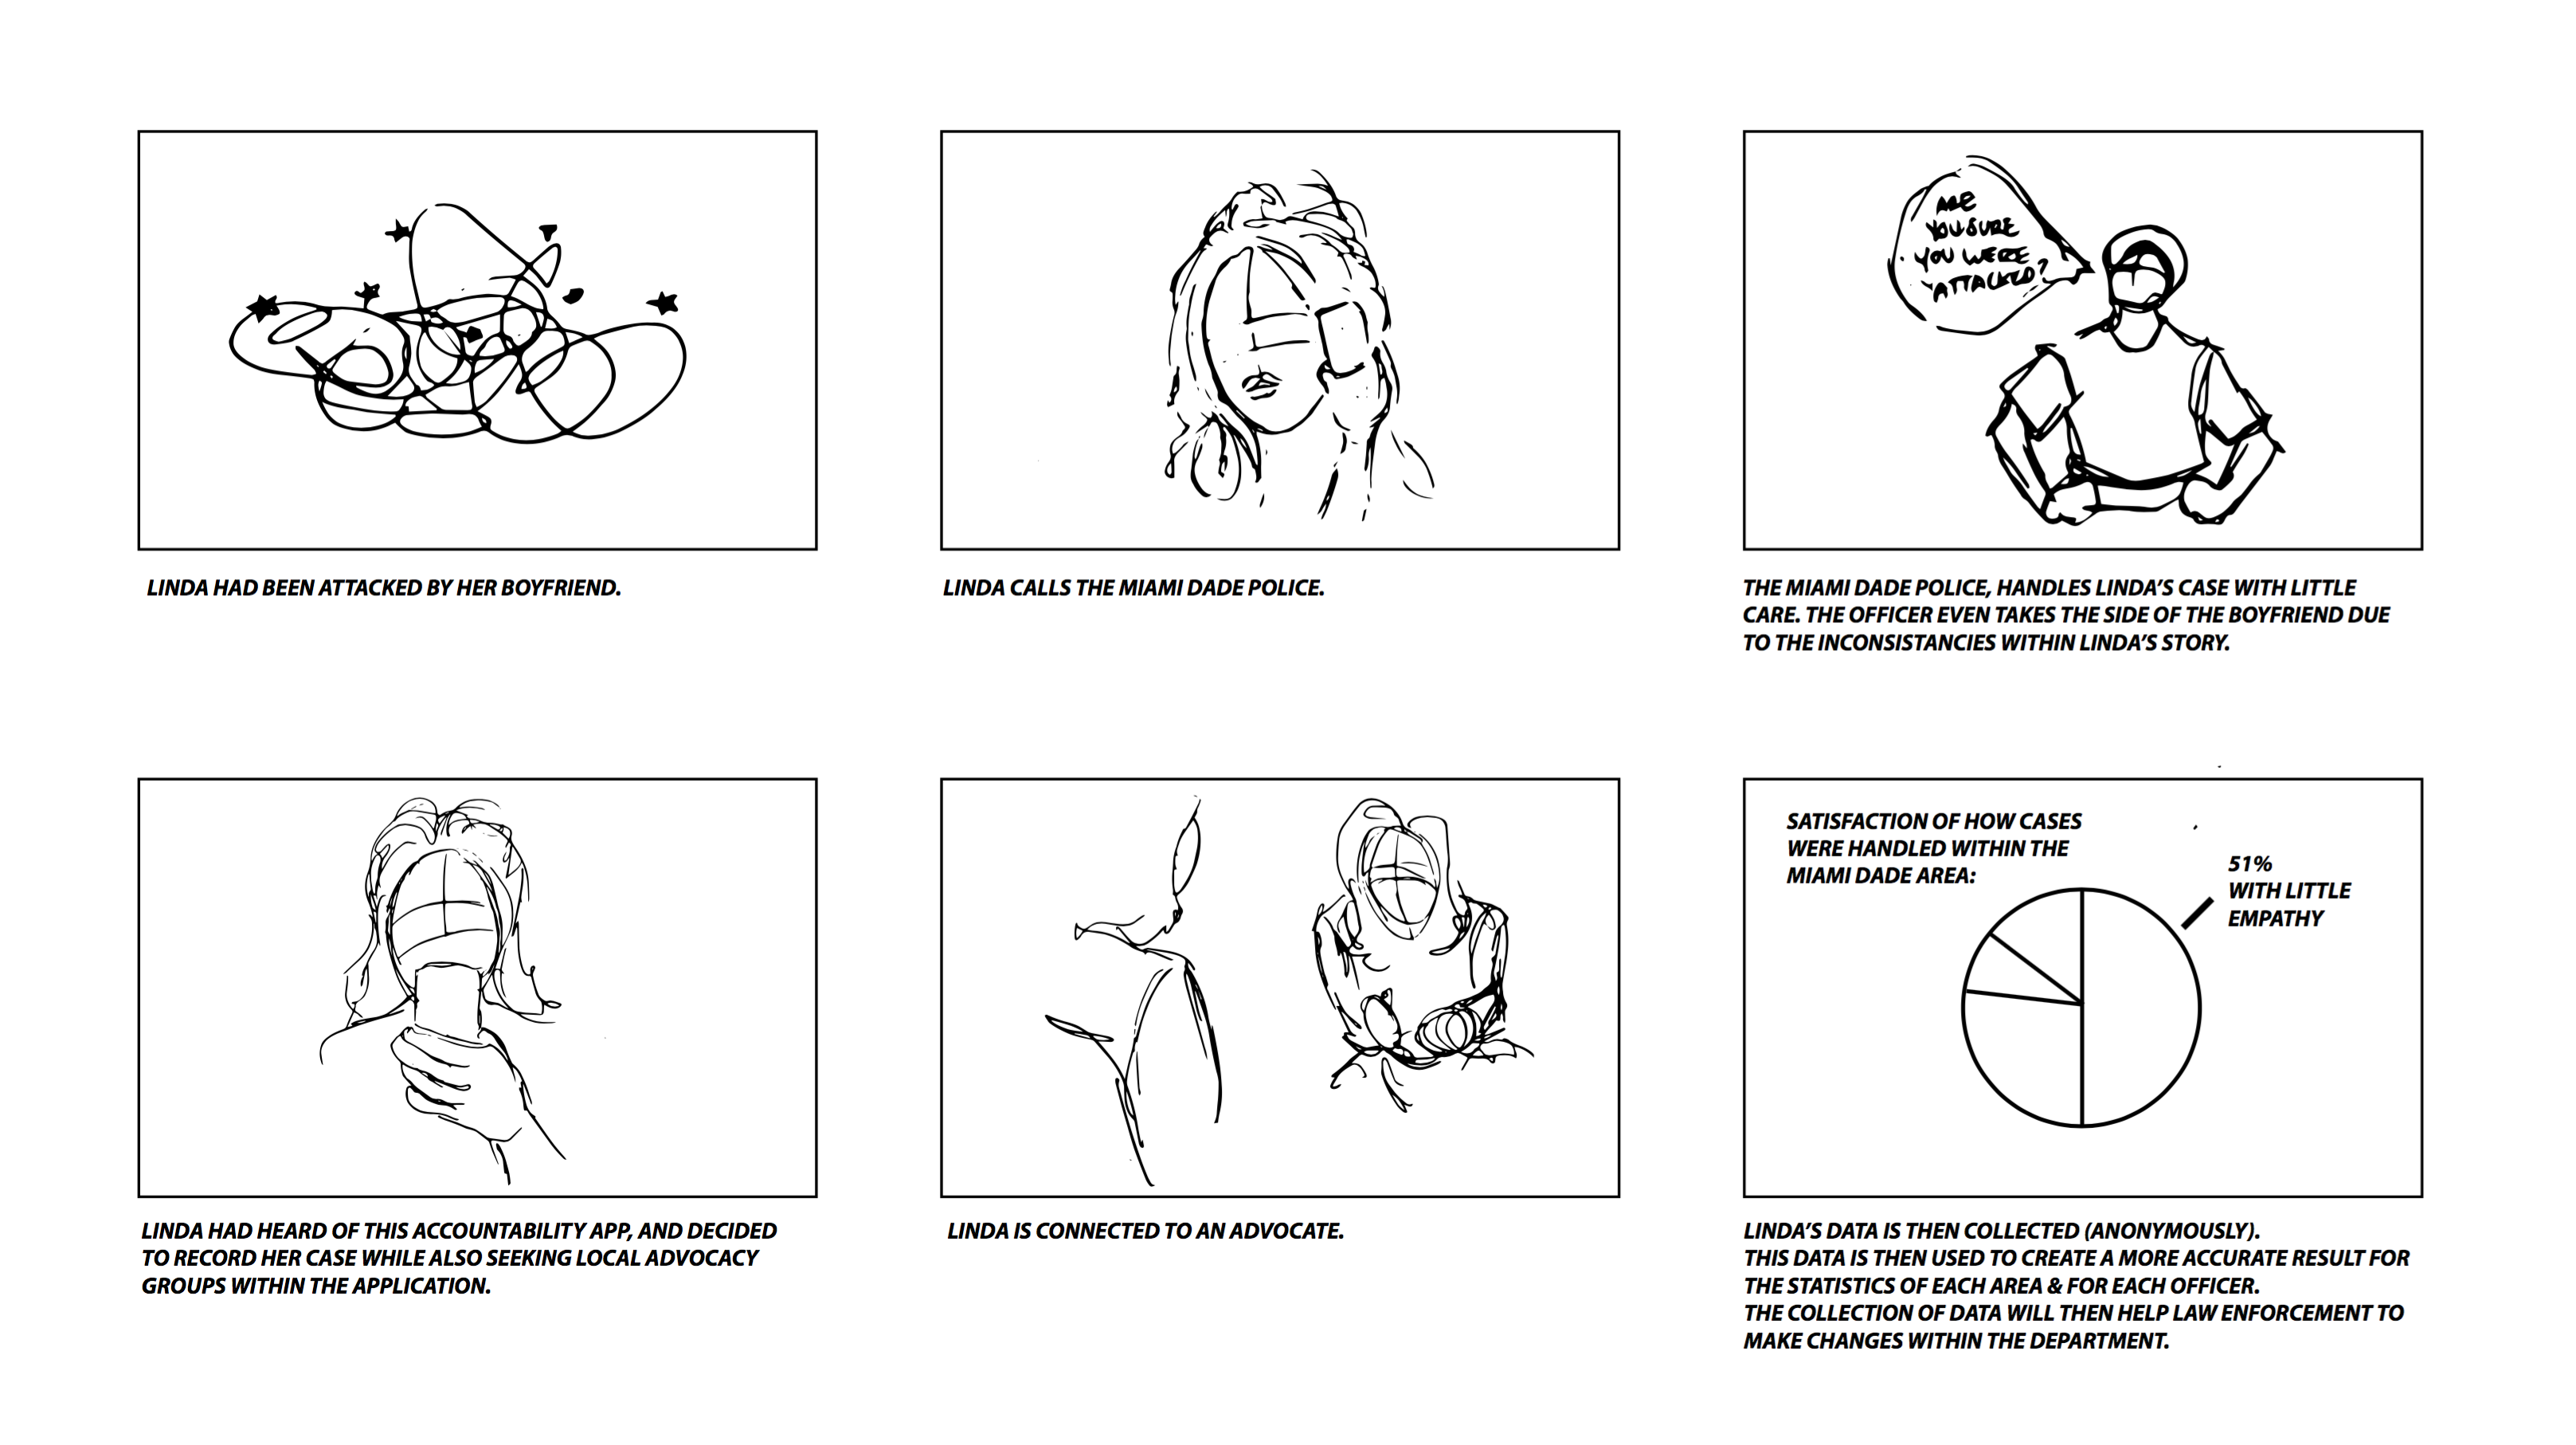 ARE
YOU SURE
YOU WERE
ATTACKED?
LINDA HAD BEEN ATTACKED BY HER BOYFRIEND.
LINDA CALLS THE MIAMI DADE POLICE.
THE MIAMI DADE POLICE, HANDLES LINDA'S CASE WITH LITTLE
CARE. THE OFFICER EVEN TAKES THE SIDE OF THE BOYFRIEND DUE
TO THE INCONSISTANCIES WITHIN LINDA'S STORY.
SATISFACTION OF HOW CASES
WERE HANDLED WITHIN THE
MIAMI DADE AREA:
51%
WITH LITTLE
EMPATHY
LINDA HAD HEARD OF THIS ACCOUNTABILITY APP, AND DECIDED
TO RECORD HER CASE WHILE ALSO SEEKING LOCAL ADVOCACY
GROUPS WITHIN THE APPLICATION.
LINDA IS CONNECTED TO AN ADVOCATE.
LINDA'S DATA IS THEN COLLECTED (ANONYMOUSLY).
THIS DATA IS THEN USED TO CREATE A MORE ACCURATE RESULT FOR
THE STATISTICS OF EACH AREA & FOR EACH OFFICER.
THE COLLECTION OF DATA WILL THEN HELP LAW ENFORCEMENT TO
MAKE CHANGES WITHIN THE DEPARTMENT.